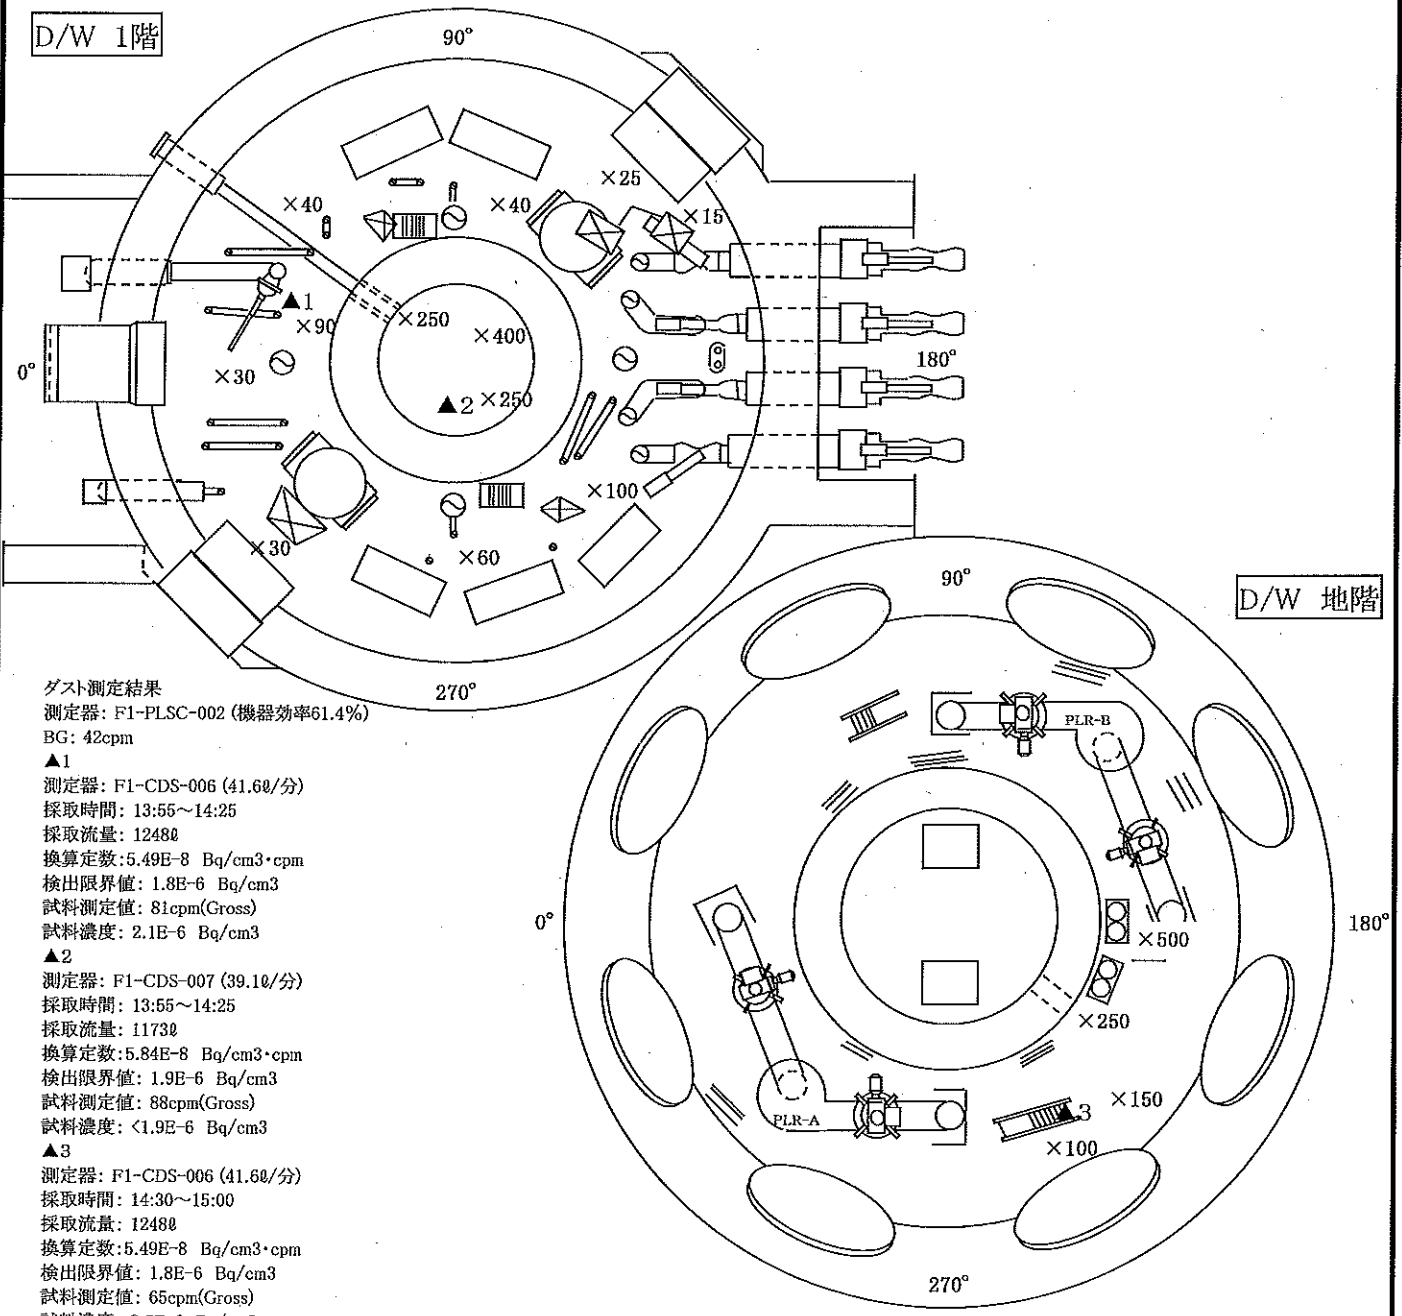 D/W 1階
90°
×25
×40
×40
×15
▲1
×90
×250
×400
0°
180°
×30
▲2
×250
×100
×30
×60
270°
D/W 地階
90°
PLR-B
0°
180°
×500
×250
▲3
×150
PLR-A
×100
270°
ダスト測定結果
測定器: F1-PLSC-002 (機器効率61.4%)
BG: 42cpm
▲1
測定器: F1-CDS-006 (41.6ℓ/分)
採取時間: 13:55～14:25
採取流量: 1248ℓ
換算定数:5.49E-8 Bq/cm3・cpm
検出限界値: 1.8E-6 Bq/cm3
試料測定値: 81cpm(Gross)
試料濃度: 2.1E-6 Bq/cm3
▲2
測定器: F1-CDS-007 (39.1ℓ/分)
採取時間: 13:55～14:25
採取流量: 1173ℓ
換算定数:5.84E-8 Bq/cm3・cpm
検出限界値: 1.9E-6 Bq/cm3
試料測定値: 88cpm(Gross)
試料濃度: <1.9E-6 Bq/cm3
▲3
測定器: F1-CDS-006 (41.6ℓ/分)
採取時間: 14:30～15:00
採取流量: 1248ℓ
換算定数:5.49E-8 Bq/cm3・cpm
検出限界値: 1.8E-6 Bq/cm3
試料測定値: 65cpm(Gross)